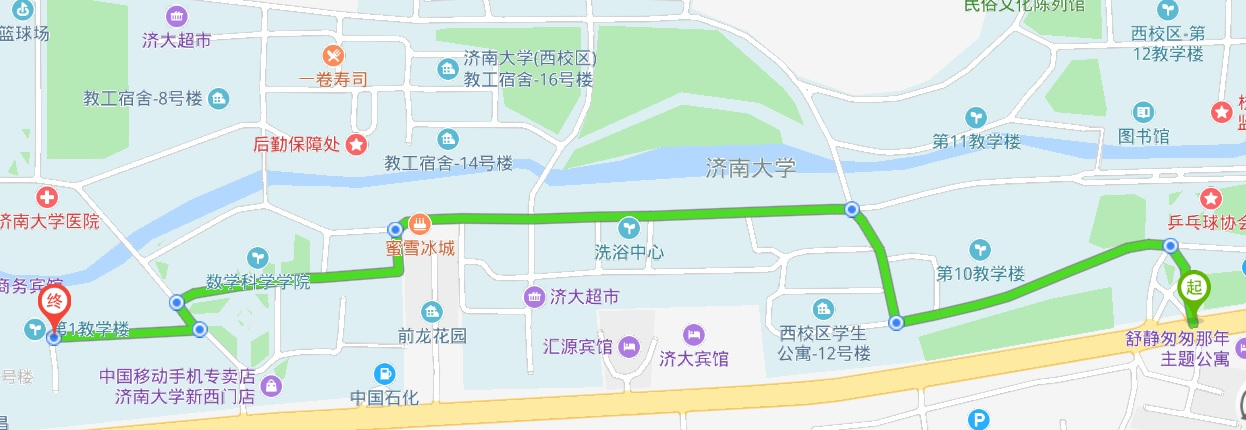 民俗文化陈列馆
篮球场
济大超市
西校区-第
12教学楼
一卷寿司
济南大学(西校区)
教工宿舍-16号楼
教工宿舍-8号楼
第11教学楼
图书馆
后勤保障处
教工宿舍-14号楼
济南大学
济南大学医院
乒乓球协会
蜜雪冰城
洗浴中心
第10教学楼
数学科学学院
商务宾馆
终
起
济大超市
第1教学楼
前龙花园
西校区学生
公寓-12号楼
汇源宾馆
济大宾馆
舒静匆匆那年
主题公寓
号楼
中国移动手机专卖店
济南大学新西门店
中国石化
P